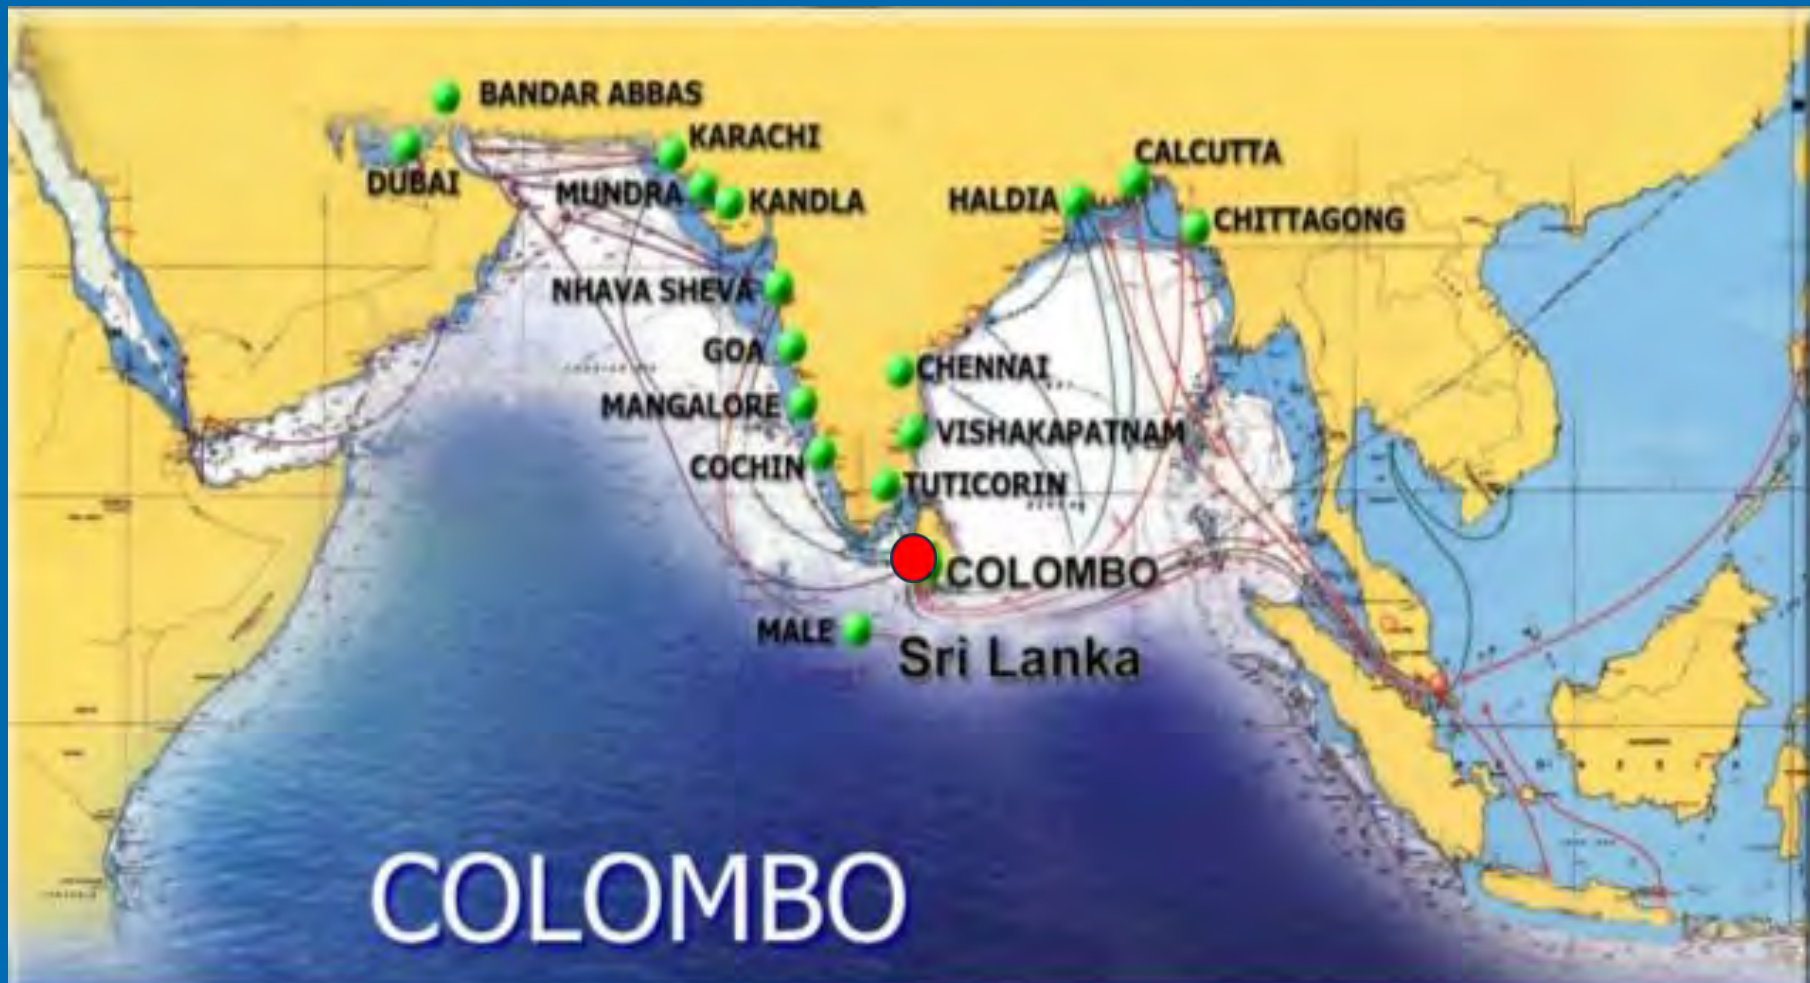 BANDAR ABBAS
KARACHI
CALCUTTA
DUBAI
MUNDRA
KANDLA
HALDIA
CHITTAGONG
NHAVA SHEVA
GOA
CHENNAI
MANGALORE
VISHAKAPATNAM
COCHIN
TUTICORIN
COLOMBO
MALE
Sri Lanka
COLOMBO